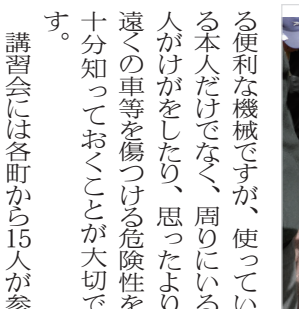 る便利な機械ですが、使ってい
る本人だけでなく、周りにいる
人がけがをしたり、思ったより
遠くの車等を傷つける危険性を
十分知っておくことが大切で
す。
講習会には各町から15人が参